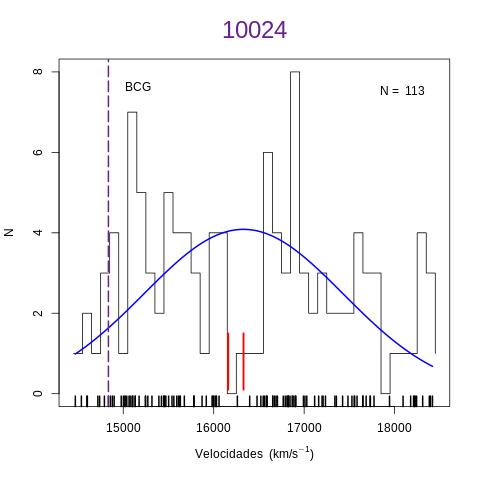 10024
BCG
N = 113
N
0
2
4
6
8
15000
16000
17000
18000
Velocidades (km/s⁻¹)